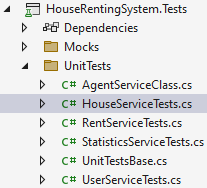 HouseRentingSystem.Tests
Dependencies
Mocks
UnitTests
C# AgentServiceClass.cs
C# HouseServiceTests.cs
C# RentServiceTests.cs
C# StatisticsServiceTests.cs
C# UnitTestsBase.cs
C# UserServiceTests.cs